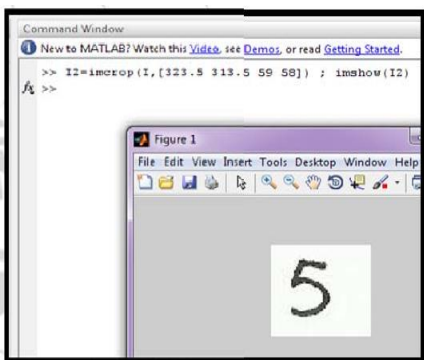 Command Window
New to MATLAB? Watch this Video, see Demos, or read Getting Started.
>> I2=imcrop(I,[323.5 313.5 59 58]) ; imshow(I2)
fx >>
Figure 1
File Edit View Insert Tools Desktop Window Help
5